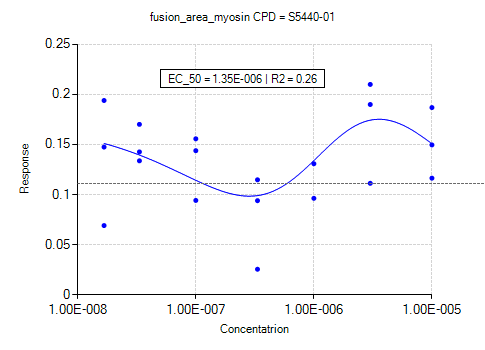 fusion_area_myosin CPD = S5440-01
0.25
EC_50 = 1.35E-006 | R2 = 0.26
0.2
0.15
Response
0.1
0.05
0
1.00E-008 1.00E-007 1.00E-006 1.00E-005
Concentatrion